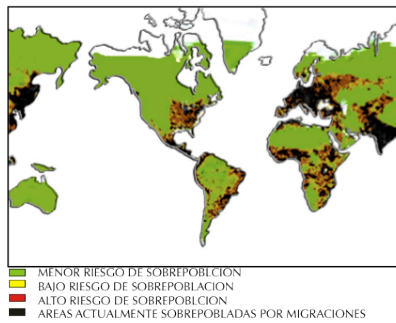 MENOR RIESGO DE SOBREPOBLCION
BAJO RIESGO DE SOBREPOBLACION
ALTO RIESGO DE SOBREPOBLCION
AREAS ACTUALMENTE SOBREPOBLADAS POR MIGRACIONES